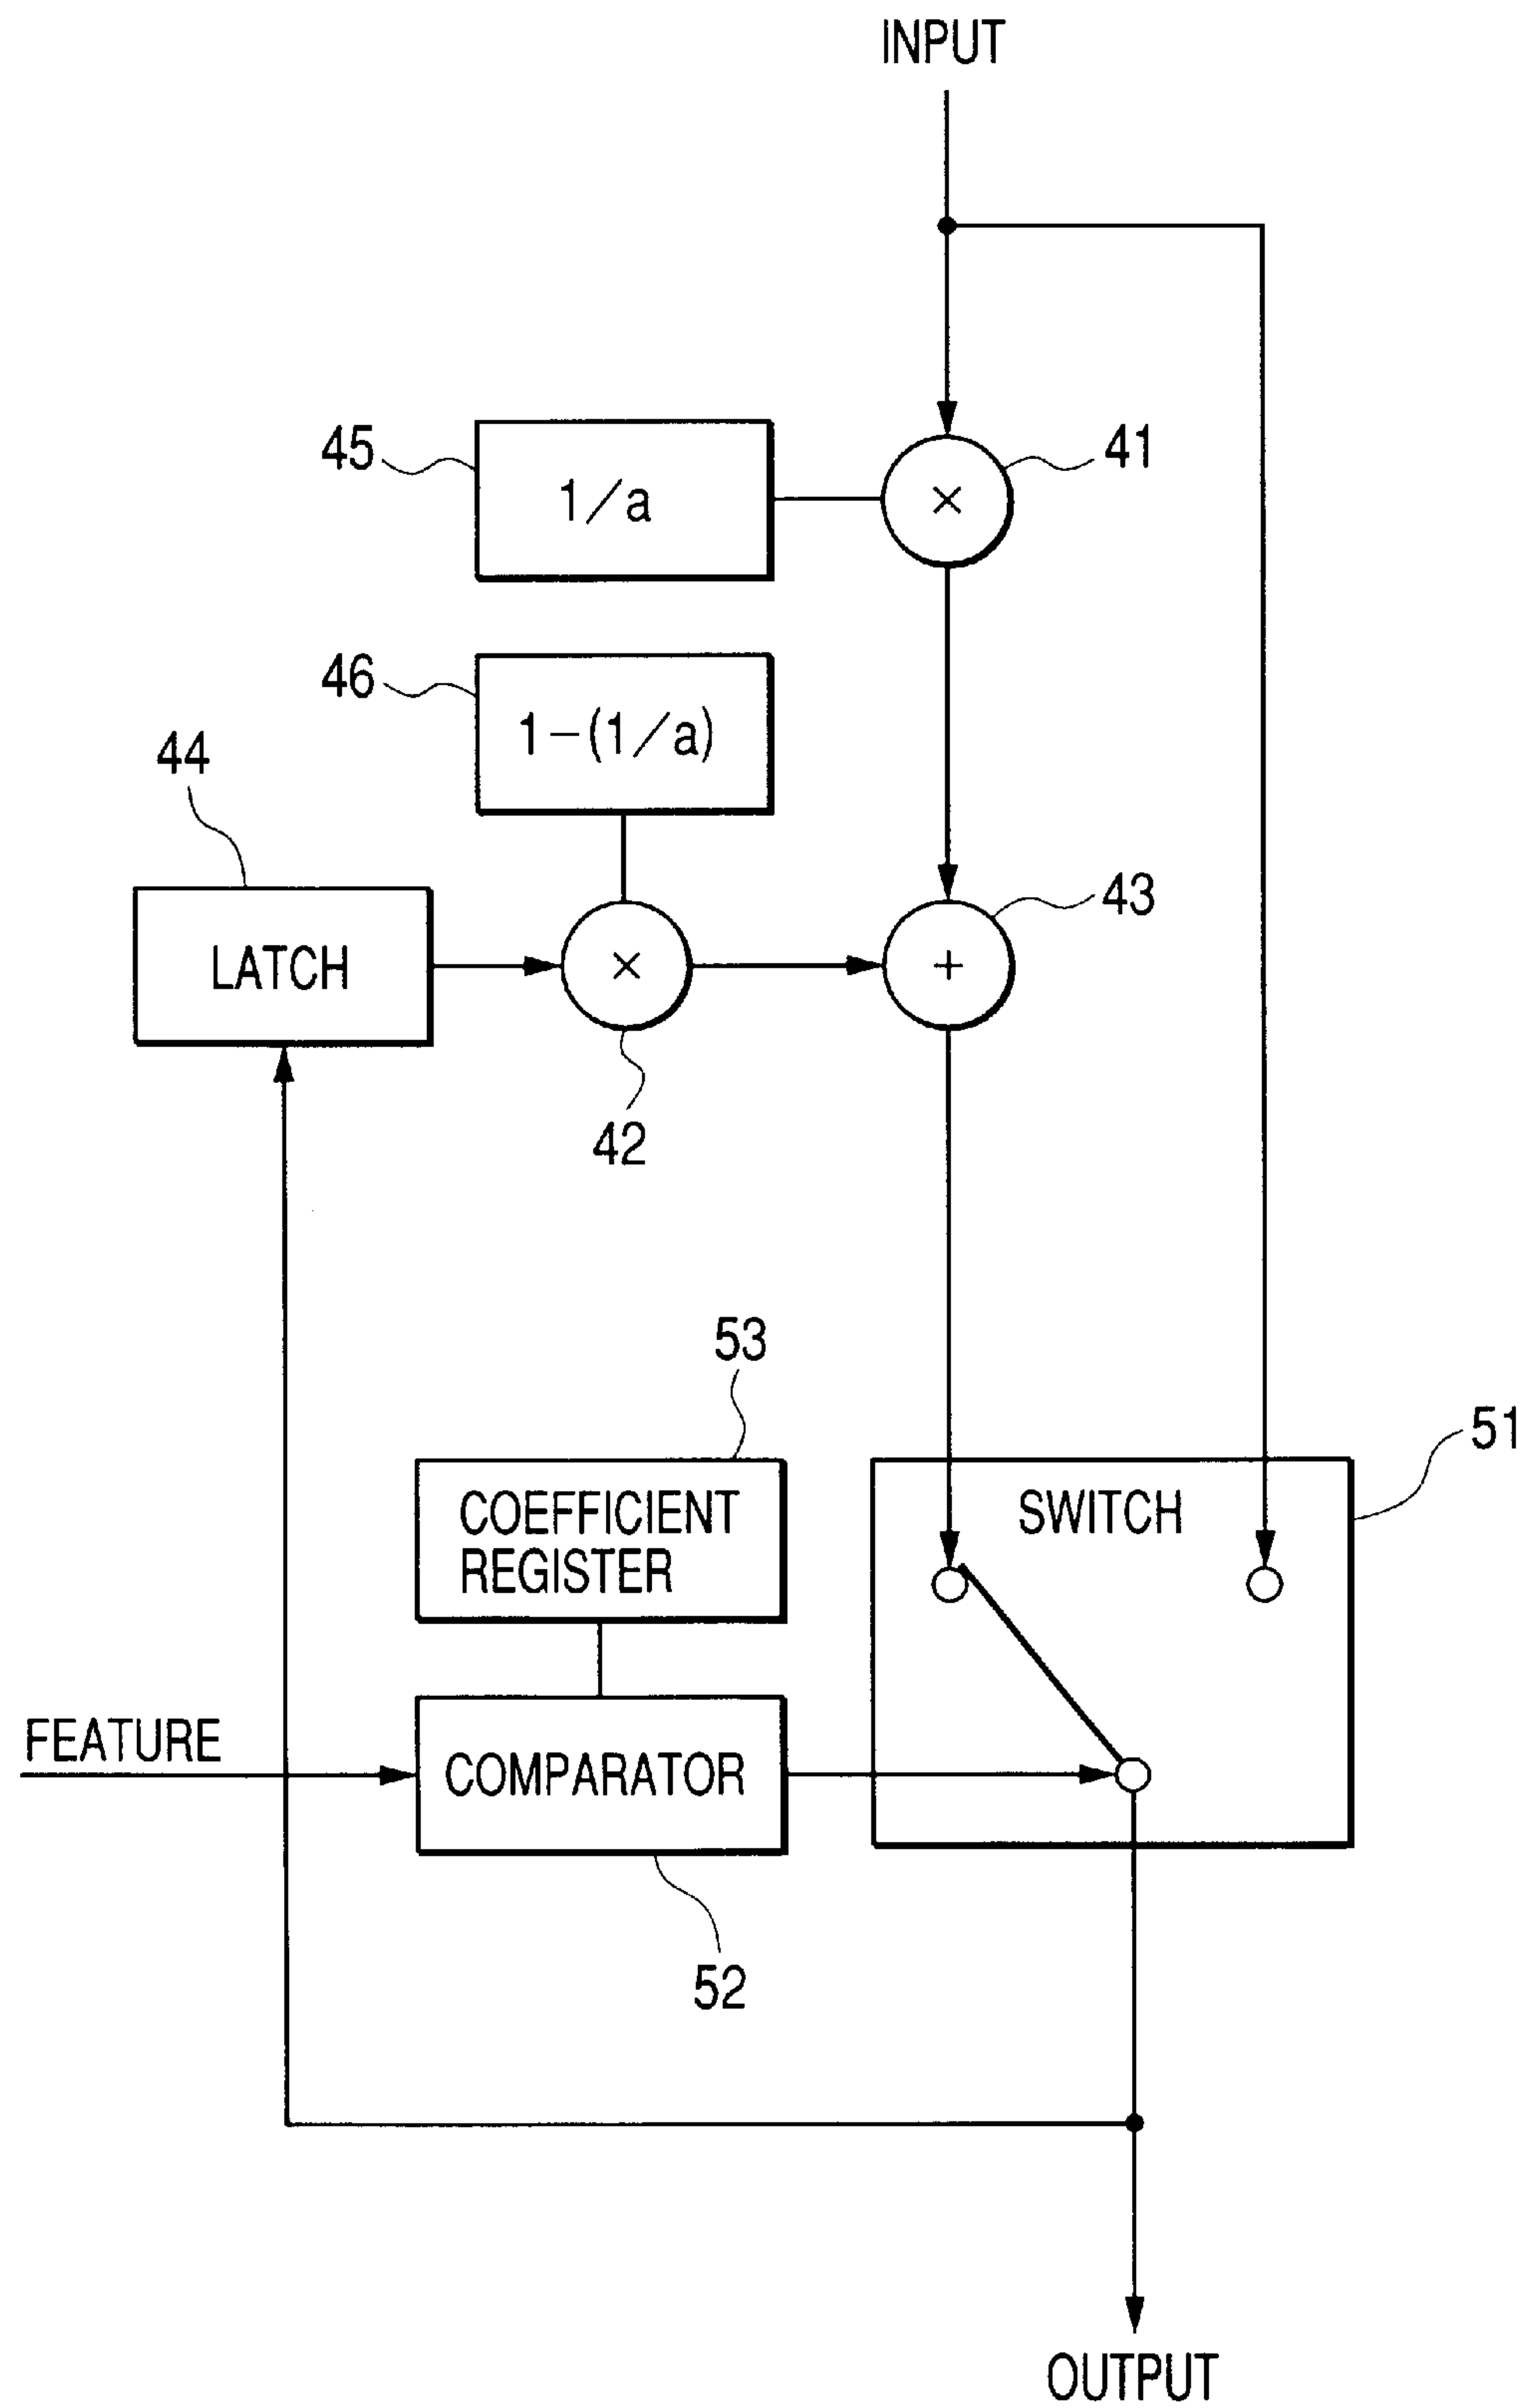 INPUT
45
1/a
×
41
46
1-(1/a)
44
LATCH
×
+
43
42
53
COEFFICIENT
REGISTER
SWITCH
51
FEATURE
COMPARATOR
52
OUTPUT